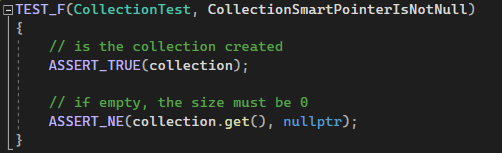 TEST_F(CollectionTest, CollectionSmartPointerIsNotNull)
{
    // is the collection created
    ASSERT_TRUE(collection);
    // if empty, the size must be 0
    ASSERT_NE(collection.get(), nullptr);
}